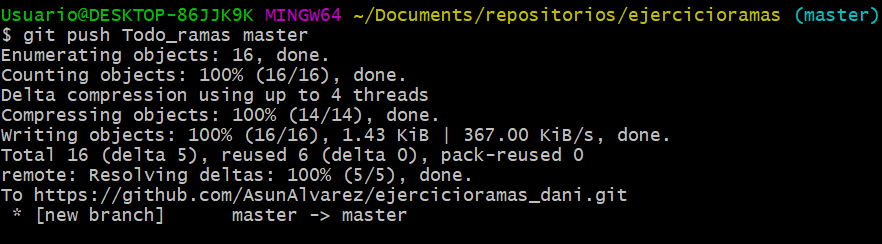 Usuario@DESKTOP-86JJK9K MINGW64 ~/Documents/repositorios/ejercicioramas (master)
$ git push Todo_ramas master
Enumerating objects: 16, done.
Counting objects: 100% (16/16), done.
Delta compression using up to 4 threads
Compressing objects: 100% (14/14), done.
Writing objects: 100% (16/16), 1.43 KiB | 367.00 KiB/s, done.
Total 16 (delta 5), reused 6 (delta 0), pack-reused 0
remote: Resolving deltas: 100% (5/5), done.
To https://github.com/AsunAlvarez/ejercicioramas_dani.git
 * [new branch]      master -> master